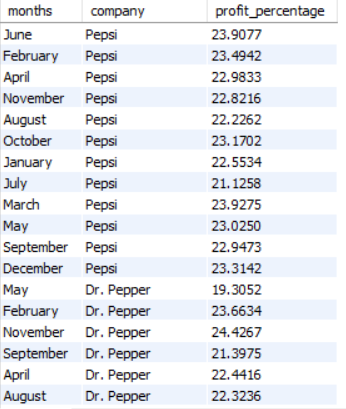 months company profit_percentage
June Pepsi 23.9077
February Pepsi 23.4942
April Pepsi 22.9833
November Pepsi 22.8216
August Pepsi 22.2262
October Pepsi 23.1702
January Pepsi 22.5534
July Pepsi 21.1258
March Pepsi 23.9275
May Pepsi 23.0250
September Pepsi 22.9473
December Pepsi 23.3142
May Dr. Pepper 19.3052
February Dr. Pepper 23.6634
November Dr. Pepper 24.4267
September Dr. Pepper 21.3975
April Dr. Pepper 22.4416
August Dr. Pepper 22.3236